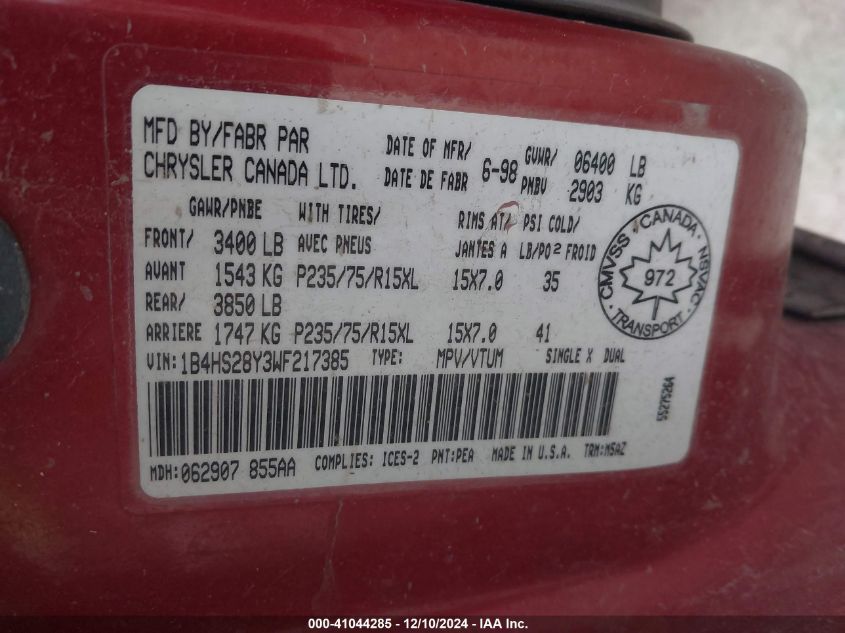 MFD BY/FABR PAR
CHRYSLER CANADA LTD.
DATE OF MFR/
DATE DE FABR 6-98
GVWR/ 06400 LB
PNBV 2903 KG
GAWR/PNBE WITH TIRES/ RIMS AT/ PSI COLD/
FRONT/ 3400 LB AVEC PNEUS JANTES A LB/PO2 FROID
AVANT 1543 KG P235/75/R15XL 15X7.0 35
REAR/ 3850 LB
ARRIERE 1747 KG P235/75/R15XL 15X7.0 41
VIN: 1B4HS28Y3WF217385 TYPE: MPV/VTUM SINGLE X DUAL
CANADA
CMVSS NSVAC
972
TRANSPORT
55275264
MDH: 062907 855AA COMPLIES: ICES-2 PNT: PEA MADE IN U.S.A. TRM: M5AZ
000-41044285 - 12/10/2024 - IAA Inc.